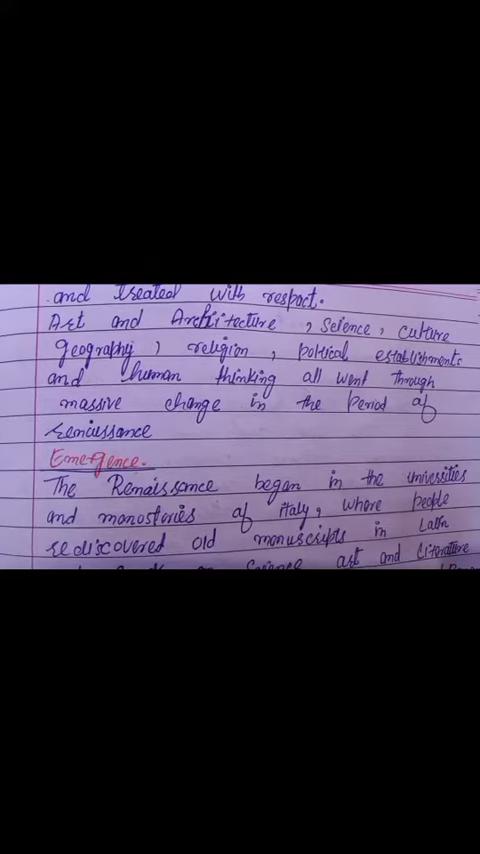 and treated with respect.
Art and Architecture , science , culture
geography , religion , political establishments
and human thinking all went through
massive change in the period of
renaissance
Emergence.
The Renaissance began in the universities
and monostories of italy, where people
rediscovered old manuscripts in Latin
science art and literature